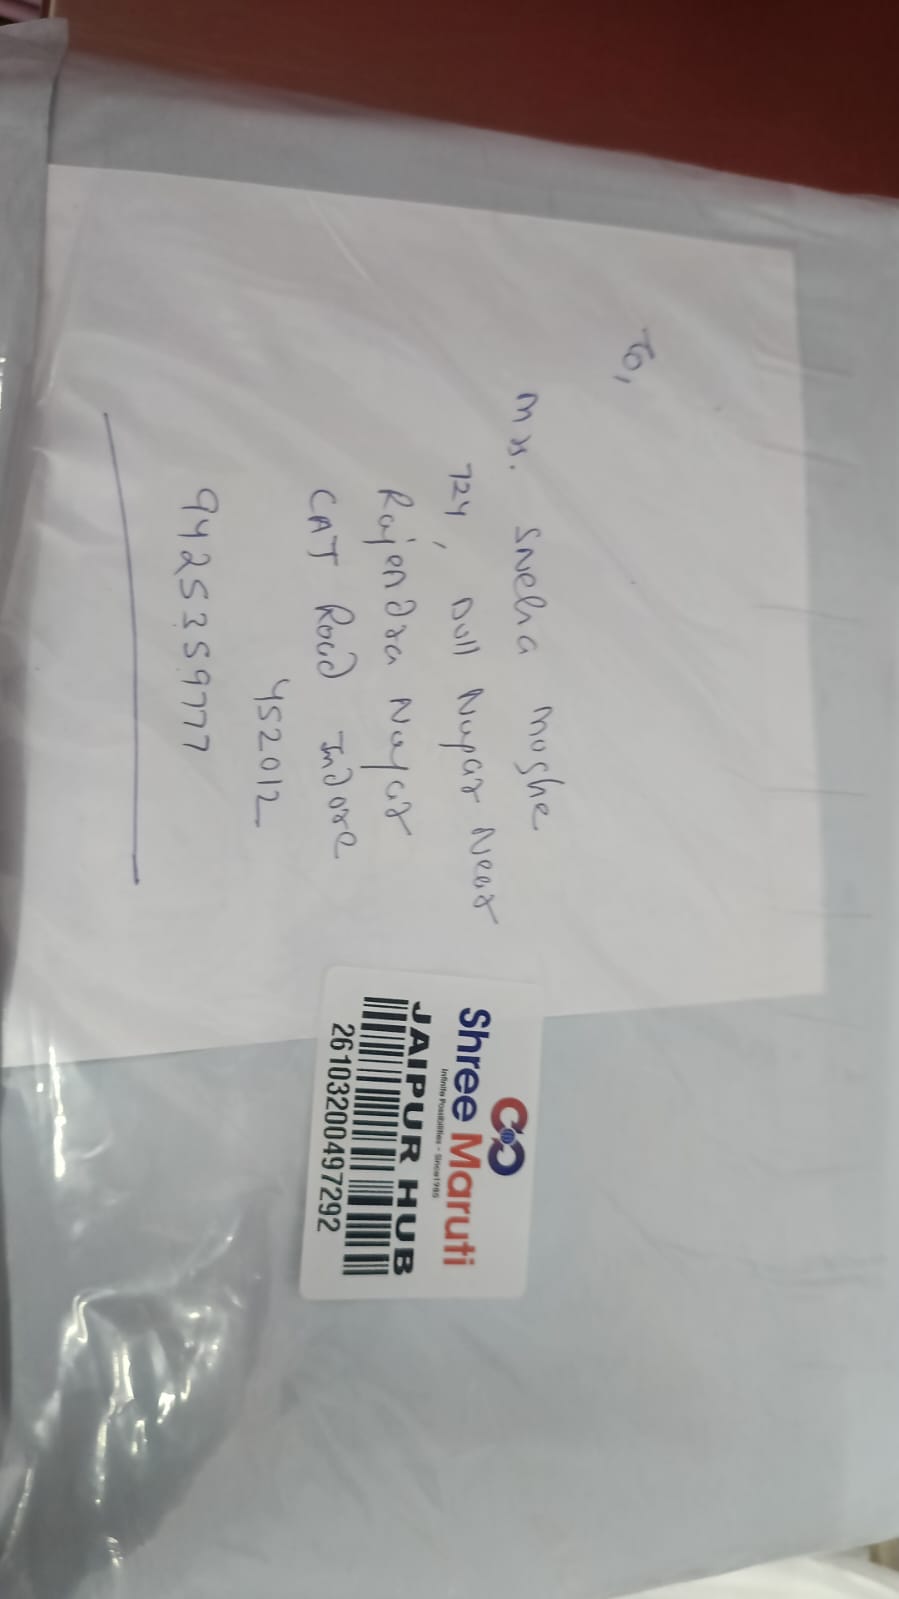 To,
Mrs. Sneha Moghe
724, Dull Nagar Near
Rajendra Nagar
CAT Road Indore
452012
9425359777
Shree Maruti
Infinite Possibilities - Since 1985
JAIPUR HUB
26103200497292